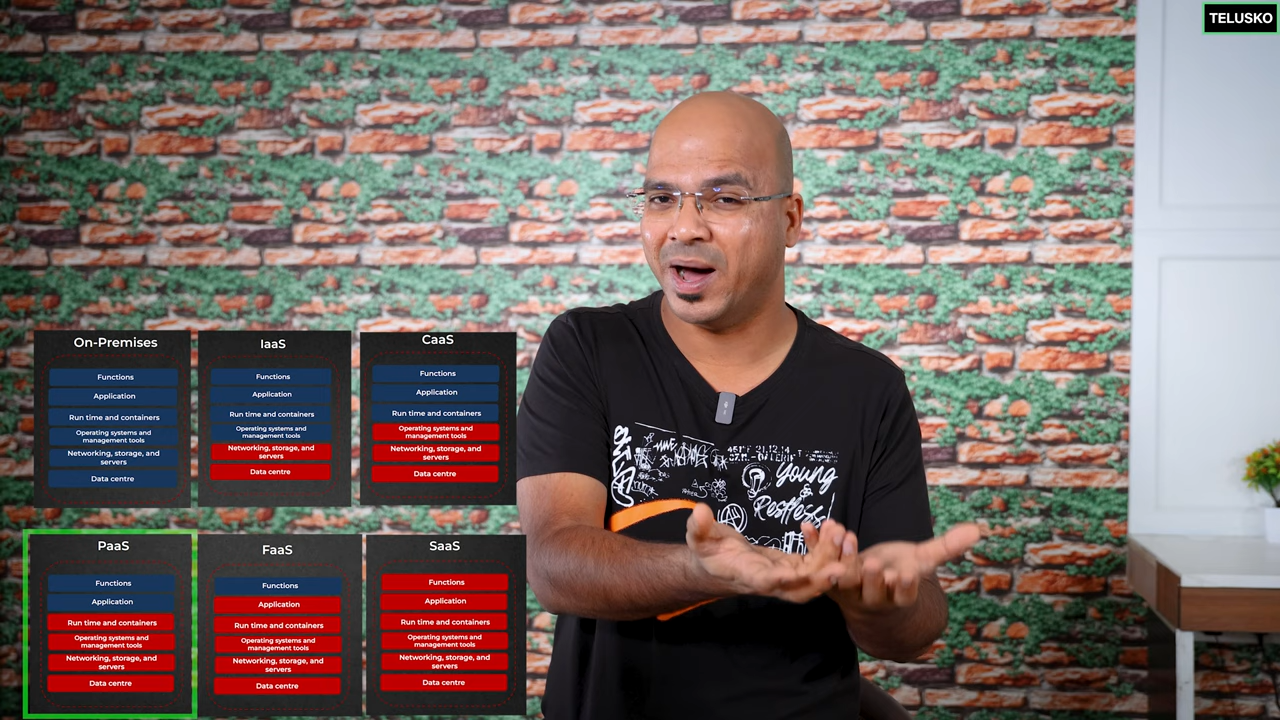 TELUSKO
On-Premises
Functions
Application
Run time and containers
Operating systems and
management tools
Networking, storage, and
servers
Data centre
IaaS
Functions
Application
Run time and containers
Operating systems and
management tools
Networking, storage, and
servers
Data centre
CaaS
Functions
Application
Run time and containers
Operating systems and
management tools
Networking, storage, and
servers
Data centre
PaaS
Functions
Application
Run time and containers
Operating systems and
management tools
Networking, storage, and
servers
Data centre
FaaS
Functions
Application
Run time and containers
Operating systems and
management tools
Networking, storage, and
servers
Data centre
SaaS
Functions
Application
Run time and containers
Operating systems and
management tools
Networking, storage, and
servers
Data centre
young
Restless